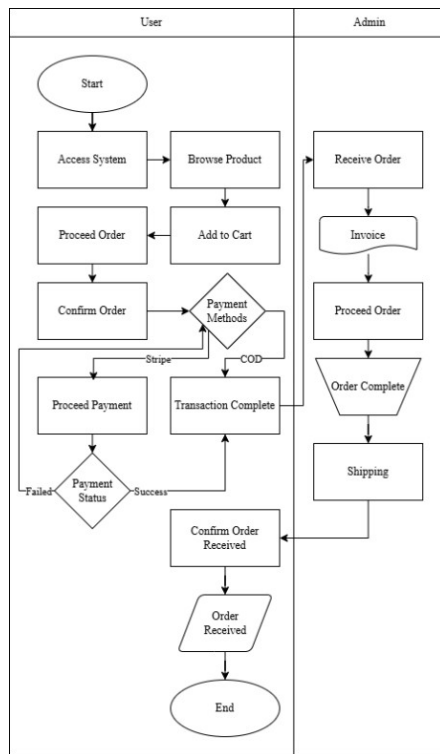 User
Admin
Start
Access System
Browse Product
Receive Order
Proceed Order
Add to Cart
Invoice
Confirm Order
Payment
Methods
Proceed Order
Stripe
COD
Proceed Payment
Transaction Complete
Order Complete
Payment
Status
Failed
Success
Shipping
Confirm Order
Received
Order
Received
End